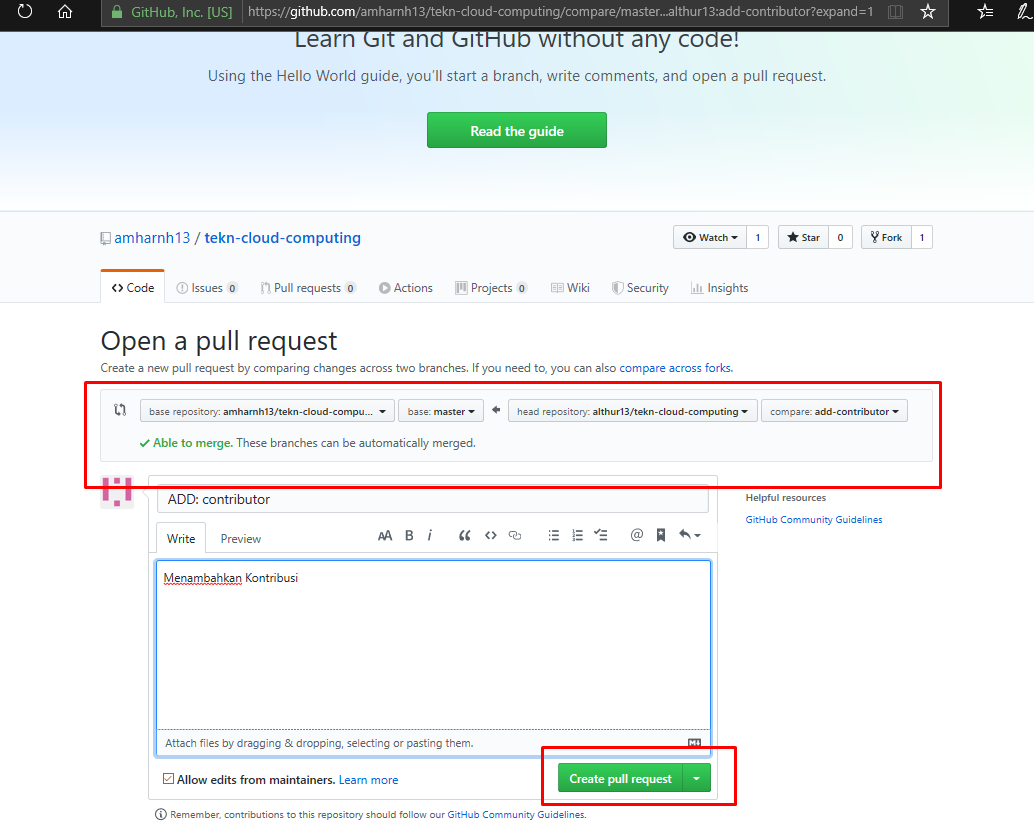 GitHub, Inc. [US] https://github.com/amharnh13/tekn-cloud-computing/compare/master...althur13:add-contributor?expand=1
Learn Git and GitHub without any code!
Using the Hello World guide, you’ll start a branch, write comments, and open a pull request.
Read the guide
amharnh13 / tekn-cloud-computing
Watch 1 Star 0 Fork 1
Code Issues 0 Pull requests 0 Actions Projects 0 Wiki Security Insights
Open a pull request
Create a new pull request by comparing changes across two branches. If you need to, you can also compare across forks.
base repository: amharnh13/tekn-cloud-compu... base: master head repository: althur13/tekn-cloud-computing compare: add-contributor
Able to merge. These branches can be automatically merged.
ADD: contributor
Helpful resources
GitHub Community Guidelines
Write Preview AA B i
Menambahkan Kontribusi
Attach files by dragging & dropping, selecting or pasting them.
Allow edits from maintainers. Learn more
Create pull request
Remember, contributions to this repository should follow our GitHub Community Guidelines.